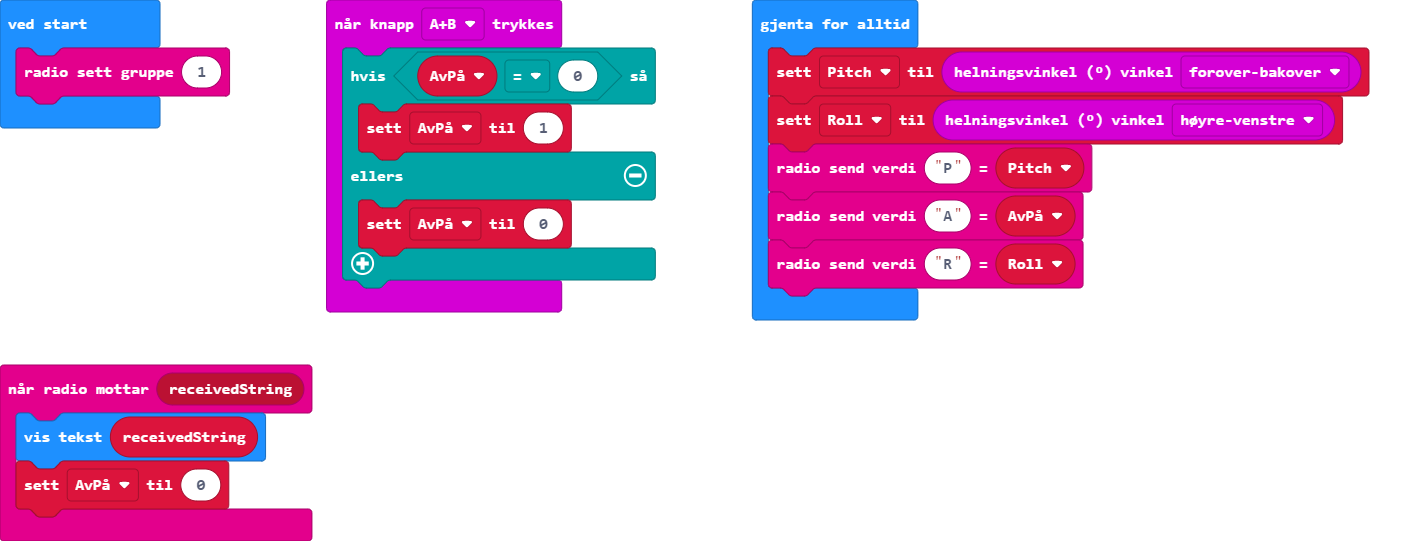 ved start
radio sett gruppe 1
når knapp A+B trykkes
hvis AvPå = 0 så
sett AvPå til 1
ellers
sett AvPå til 0
gjenta for alltid
sett Pitch til helningsvinkel (º) vinkel forover-bakover
sett Roll til helningsvinkel (º) vinkel høyre-venstre
radio send verdi "P" = Pitch
radio send verdi "A" = AvPå
radio send verdi "R" = Roll
når radio mottar receivedString
vis tekst receivedString
sett AvPå til 0